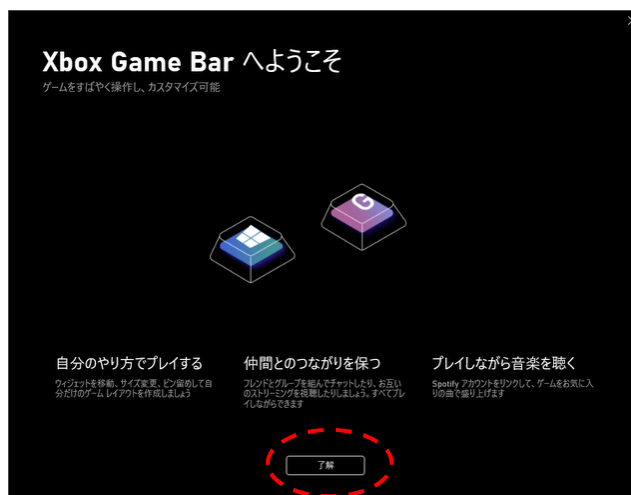 Xbox Game Bar へようこそ
ゲームをすばやく操作し、カスタマイズ可能
G
自分のやり方でプレイする
ウィジェットを移動、サイズ変更、ピン留めして自
分だけのゲーム レイアウトを作成しましょう
仲間とのつながりを保つ
フレンドとグループを組んでチャットしたり、お互い
のストリーミングを視聴したりしましょう。すべてプレ
イしながらできます
プレイしながら音楽を聴く
Spotify アカウントをリンクして、ゲームをお気に入
りの曲で盛り上げます
了解